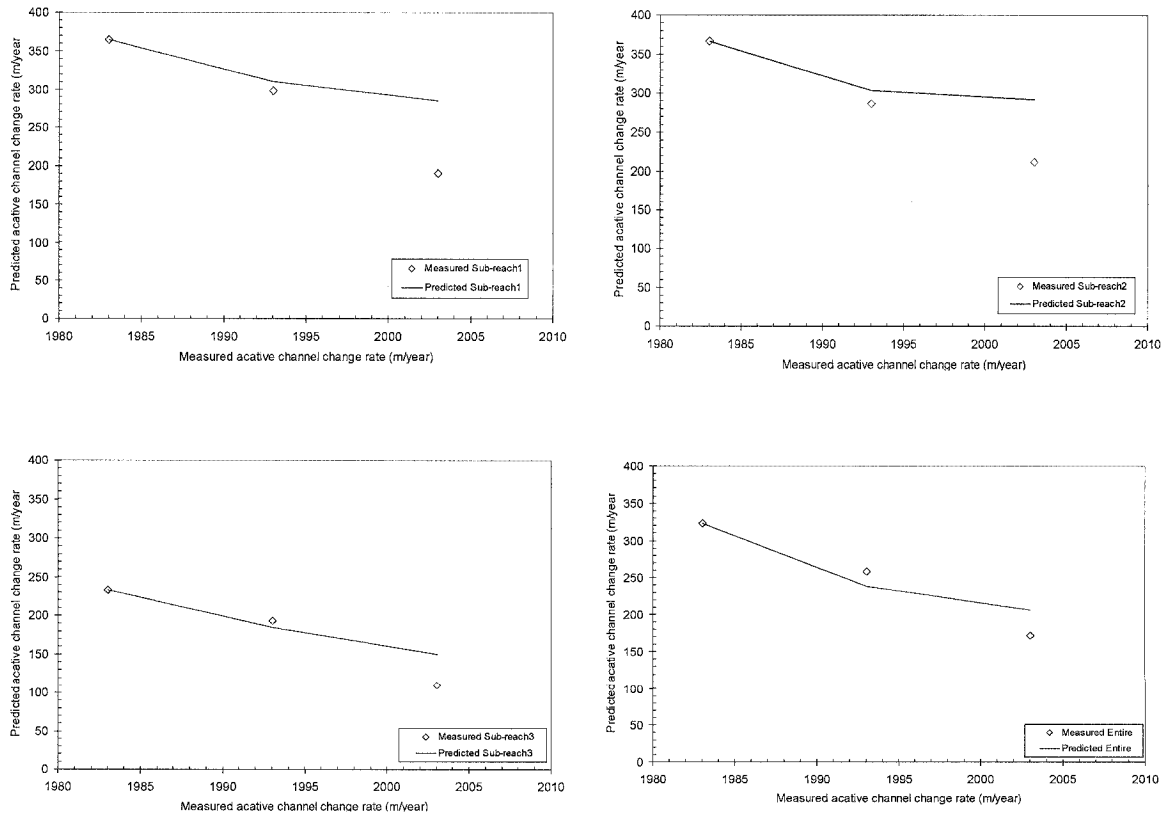 Predicted acative channel change rate (m/year)
400
350
300
250
200
150
100
50
0
1980 1985 1990 1995 2000 2005 2010
Measured acative channel change rate (m/year)
Measured Sub-reach1
Predicted Sub-reach1
Predicted acative channel change rate (m/year)
400
350
300
250
200
150
100
50
0
1980 1985 1990 1995 2000 2005 2010
Measured acative channel change rate (m/year)
Measured Sub-reach2
Predicted Sub-reach2
Predicted acative channel change rate (m/year)
400
350
300
250
200
150
100
50
0
1980 1985 1990 1995 2000 2005 2010
Measured acative channel change rate (m/year)
Measured Sub-reach3
Predicted Sub-reach3
Predicted acative channel change rate (m/year)
400
350
300
250
200
150
100
50
0
1980 1985 1990 1995 2000 2005 2010
Measured acative channel change rate (m/year)
Measured Entire
Predicted Entire